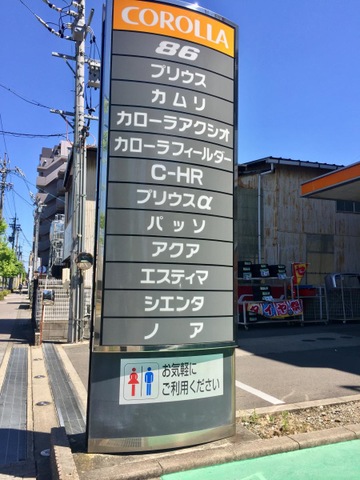 COROLLA
86
プリウス
カムリ
カローラアクシオ
カローラフィールダー
C-HR
プリウスα
パッソ
アクア
エスティマ
シエンタ
ノア
お気軽に
ご利用ください